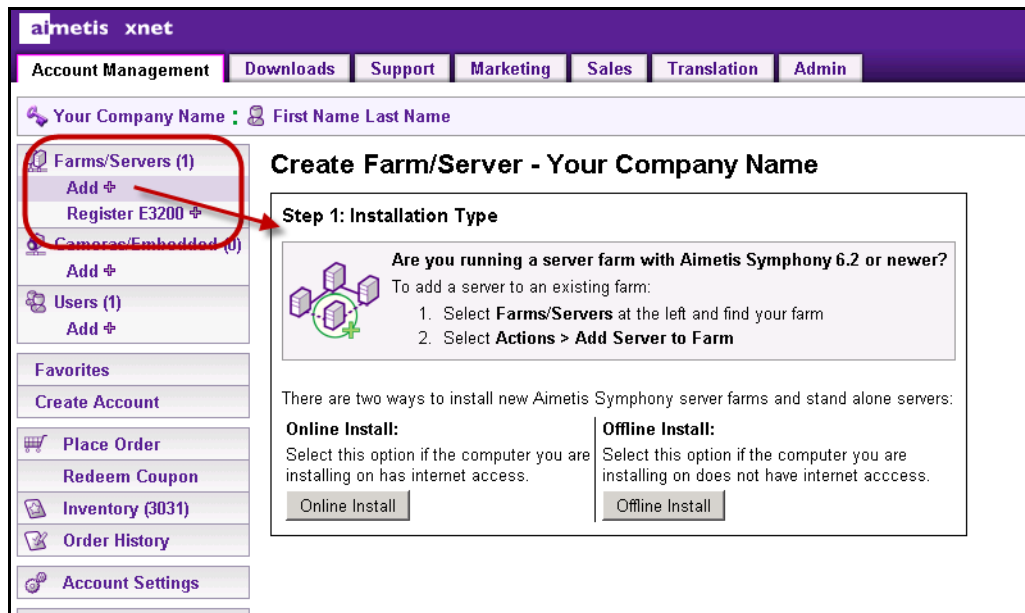 aimetis xnet
Account Management Downloads Support Marketing Sales Translation Admin
Your Company Name : First Name Last Name
Farms/Servers (1)
Add
Register E3200
Cameras/Embedded (0)
Add
Users (1)
Add
Favorites
Create Account
Place Order
Redeem Coupon
Inventory (3031)
Order History
Account Settings
Create Farm/Server - Your Company Name
Step 1: Installation Type
Are you running a server farm with Aimetis Symphony 6.2 or newer?
To add a server to an existing farm:
1. Select Farms/Servers at the left and find your farm
2. Select Actions > Add Server to Farm
There are two ways to install new Aimetis Symphony server farms and stand alone servers:
Online Install:
Select this option if the computer you are
installing on has internet access.
Online Install
Offline Install:
Select this option if the computer you are
installing on does not have internet acccess.
Offline Install